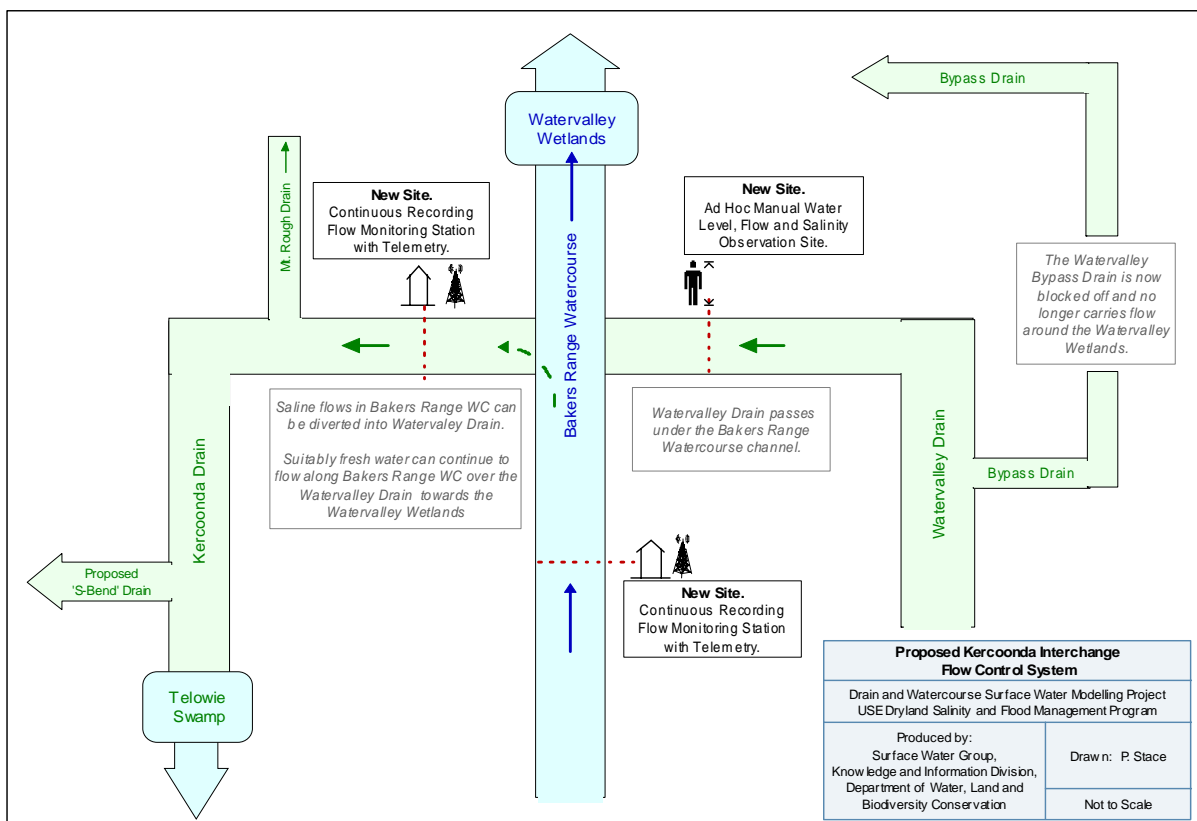 Bypass Drain
Watervalley
Wetlands
Mt. Rough Drain
New Site.
Continuous Recording
Flow Monitoring Station
with Telemetry.
New Site.
Ad Hoc Manual Water
Level, Flow and Salinity
Observation Site.
The Watervalley
Bypass Drain is now
blocked off and no
longer carries flow
around the Watervalley
Wetlands.
Bakers Range Watercourse
Saline flows in Bakers Range WC can
be diverted into Watervaley Drain.
Suitably fresh water can continue to
flow along Bakers Range WC over the
Watervalley Drain towards the
Watervalley Wetlands
Watervalley Drain passes
under the Bakers Range
Watercourse channel.
Kercoonda Drain
Watervalley Drain
Bypass Drain
Proposed
'S-Bend' Drain
New Site.
Continuous Recording
Flow Monitoring Station
with Telemetry.
Telowie
Swamp
Proposed Kercoonda Interchange
Flow Control System
Drain and Watercourse Surface Water Modelling Project
USE Dryland Salinity and Flood Management Program
Produced by:
Surface Water Group,
Knowledge and Information Division,
Department of Water, Land and
Biodiversity Conservation
Drawn: P. Stace
Not to Scale